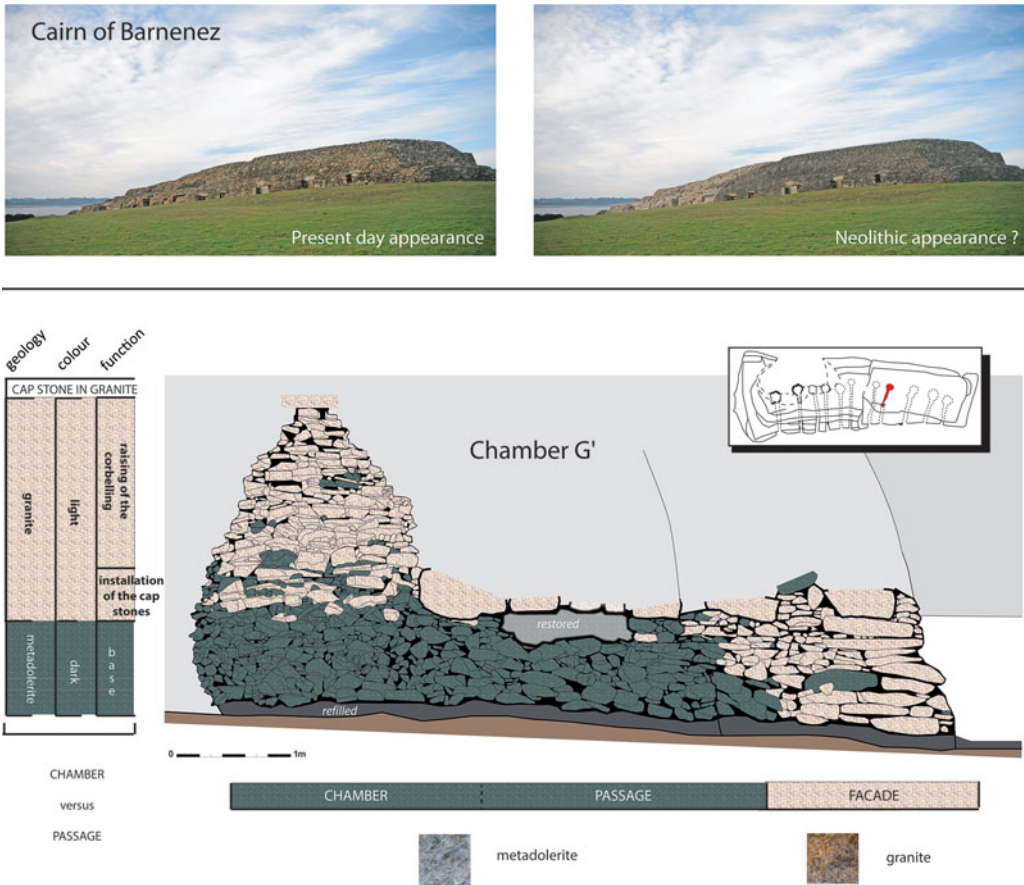 Cairn of Barnenez
Present day appearance
Neolithic appearance ?
geology
colour
function
CAP STONE IN GRANITE
granite
light
raising of the
corbelling
installation
of the cap
stones
metadolerite
dark
base
Chamber G'
restored
refilled
0
1m
CHAMBER
versus
PASSAGE
CHAMBER
PASSAGE
FACADE
metadolerite
granite